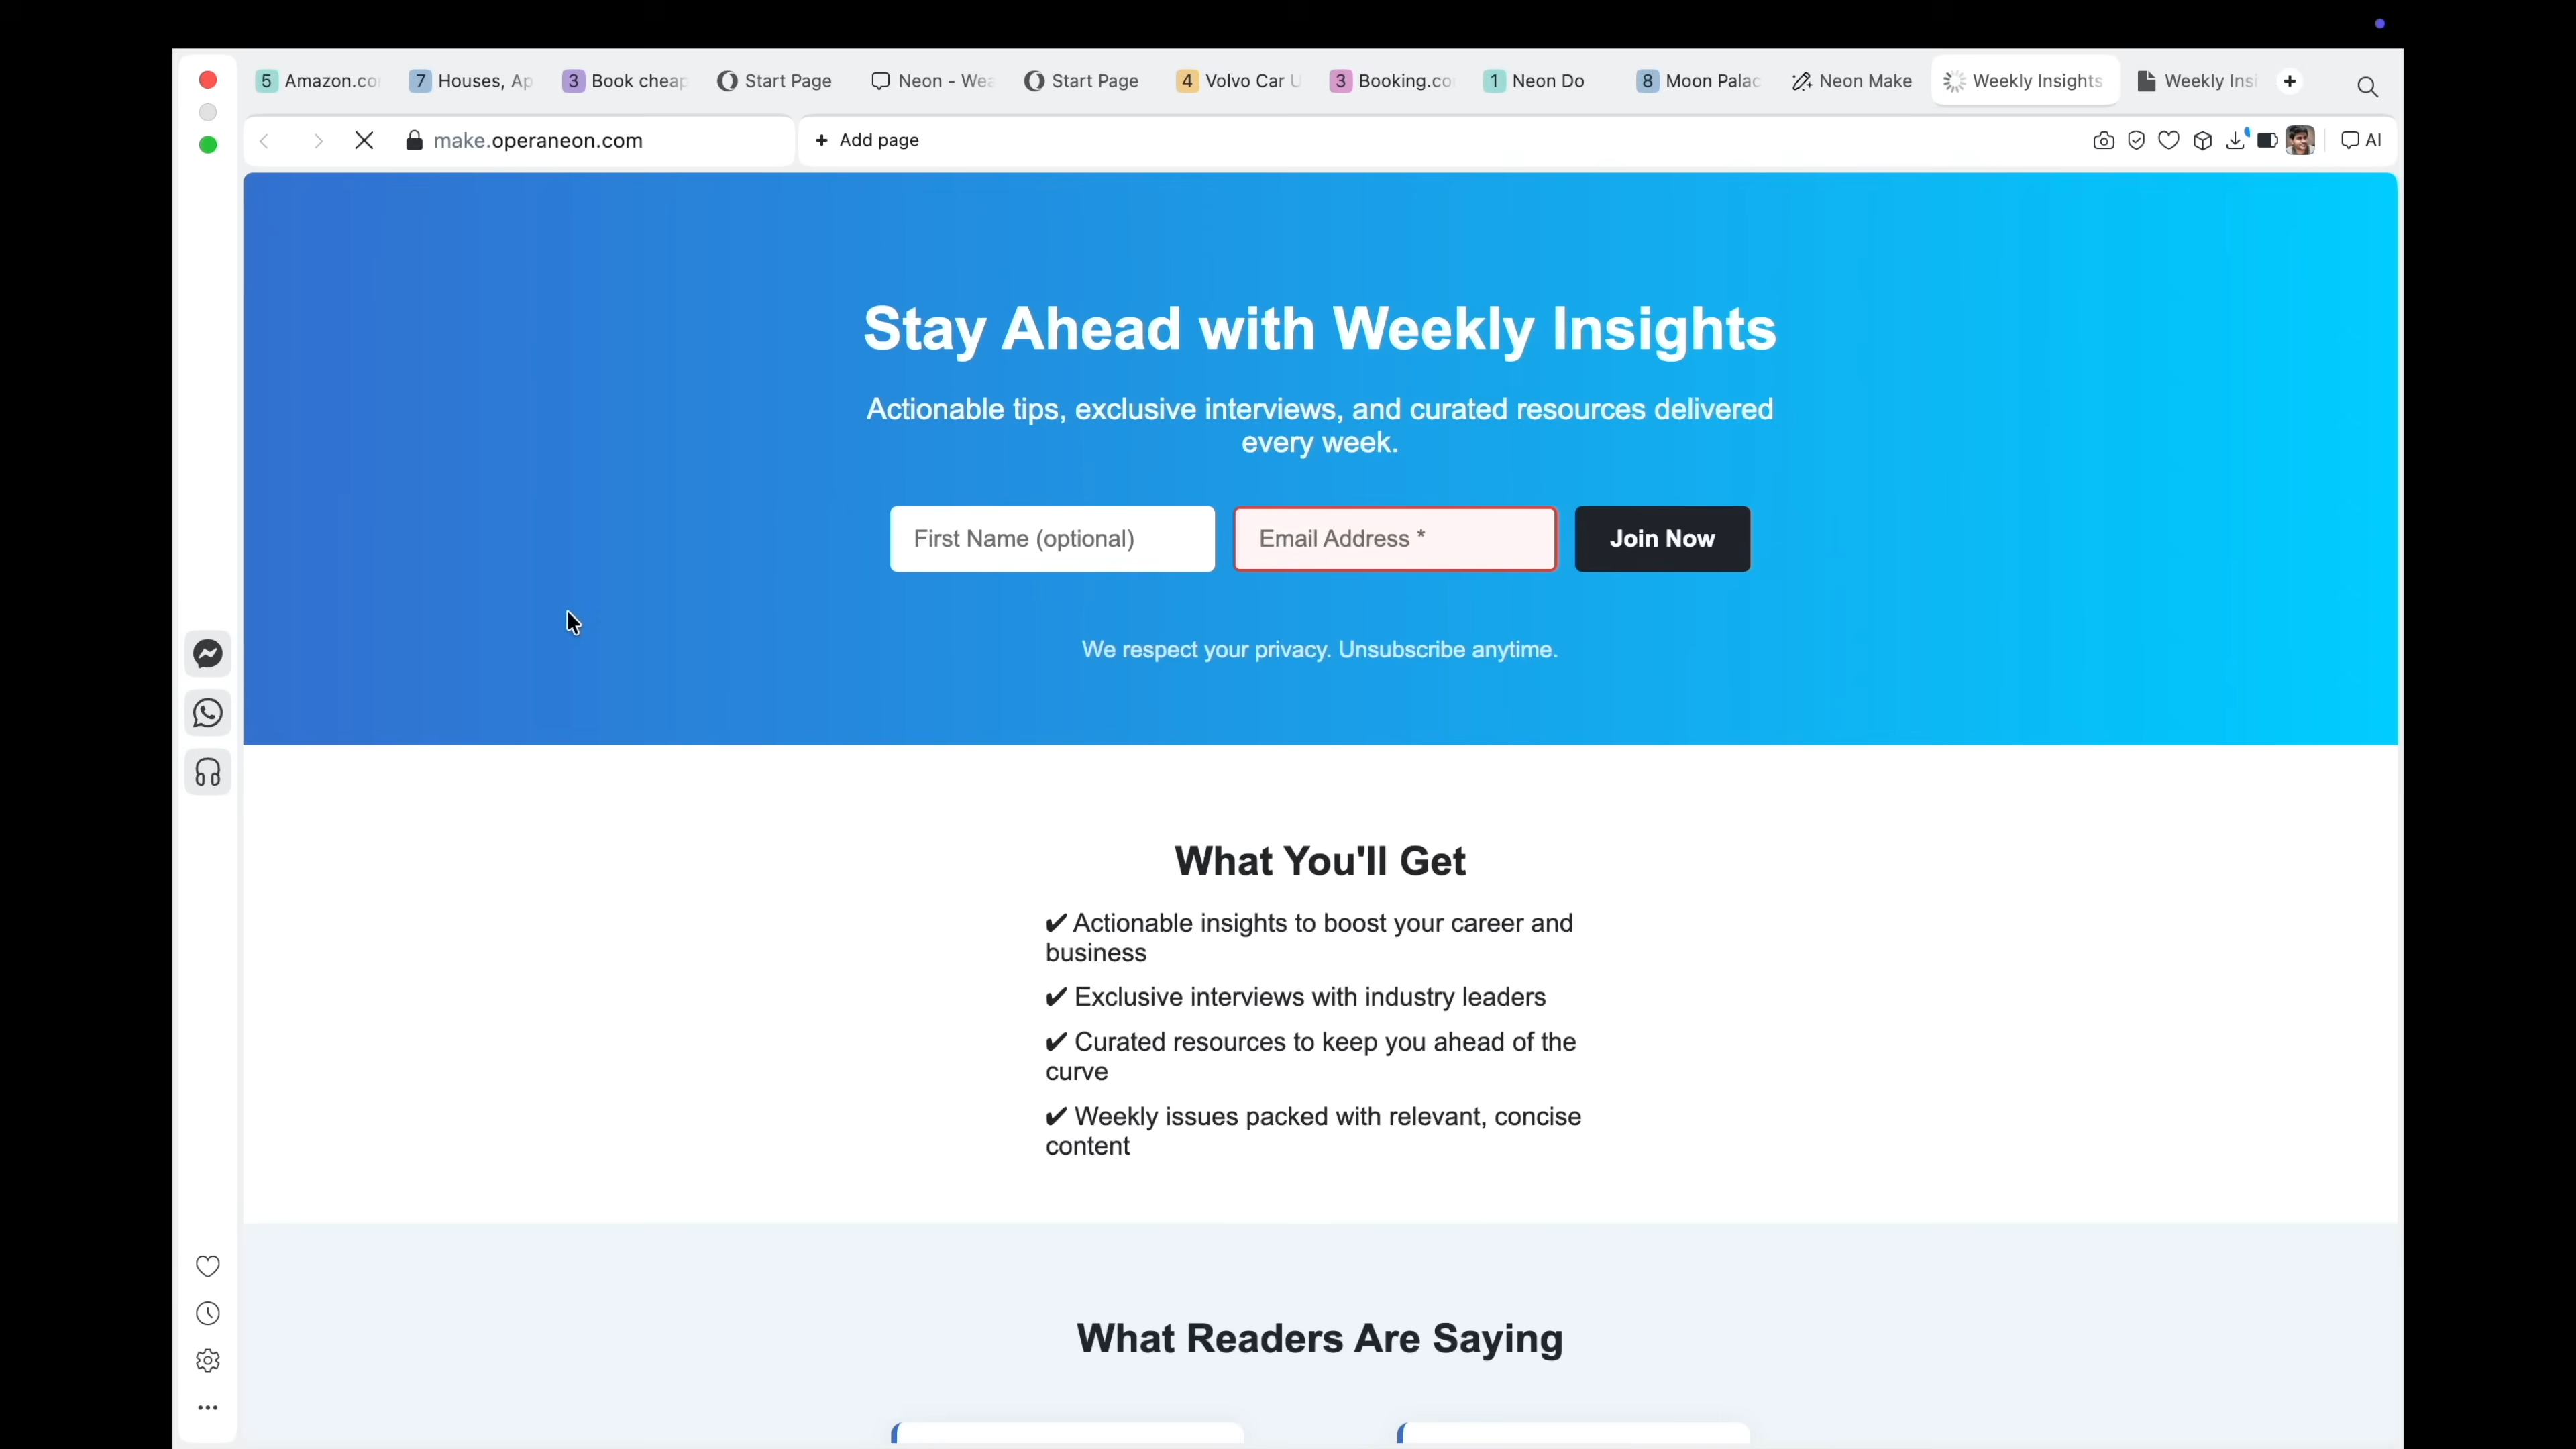 5 Amazon.co
7 Houses, Ap
3 Book cheap
Start Page
Neon - Wea
Start Page
4 Volvo Car U
3 Booking.co
1 Neon Do
8 Moon Palac
Neon Make
Weekly Insights
Weekly Insi
make.operaneon.com
+ Add page
AI
Stay Ahead with Weekly Insights
Actionable tips, exclusive interviews, and curated resources delivered
every week.
First Name (optional)
Email Address *
Join Now
We respect your privacy. Unsubscribe anytime.
What You'll Get
✔ Actionable insights to boost your career and
business
✔ Exclusive interviews with industry leaders
✔ Curated resources to keep you ahead of the
curve
✔ Weekly issues packed with relevant, concise
content
What Readers Are Saying